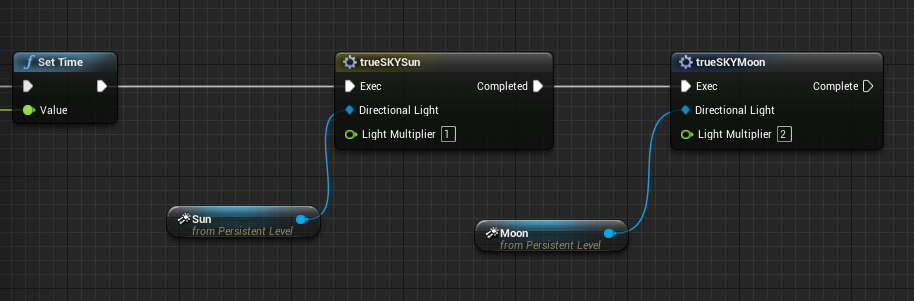 Set Time
Value
trueSKYSun
Exec
Completed
Directional Light
Light Multiplier 1
trueSKYMoon
Exec
Complete
Directional Light
Light Multiplier 2
Sun
from Persistent Level
Moon
from Persistent Level